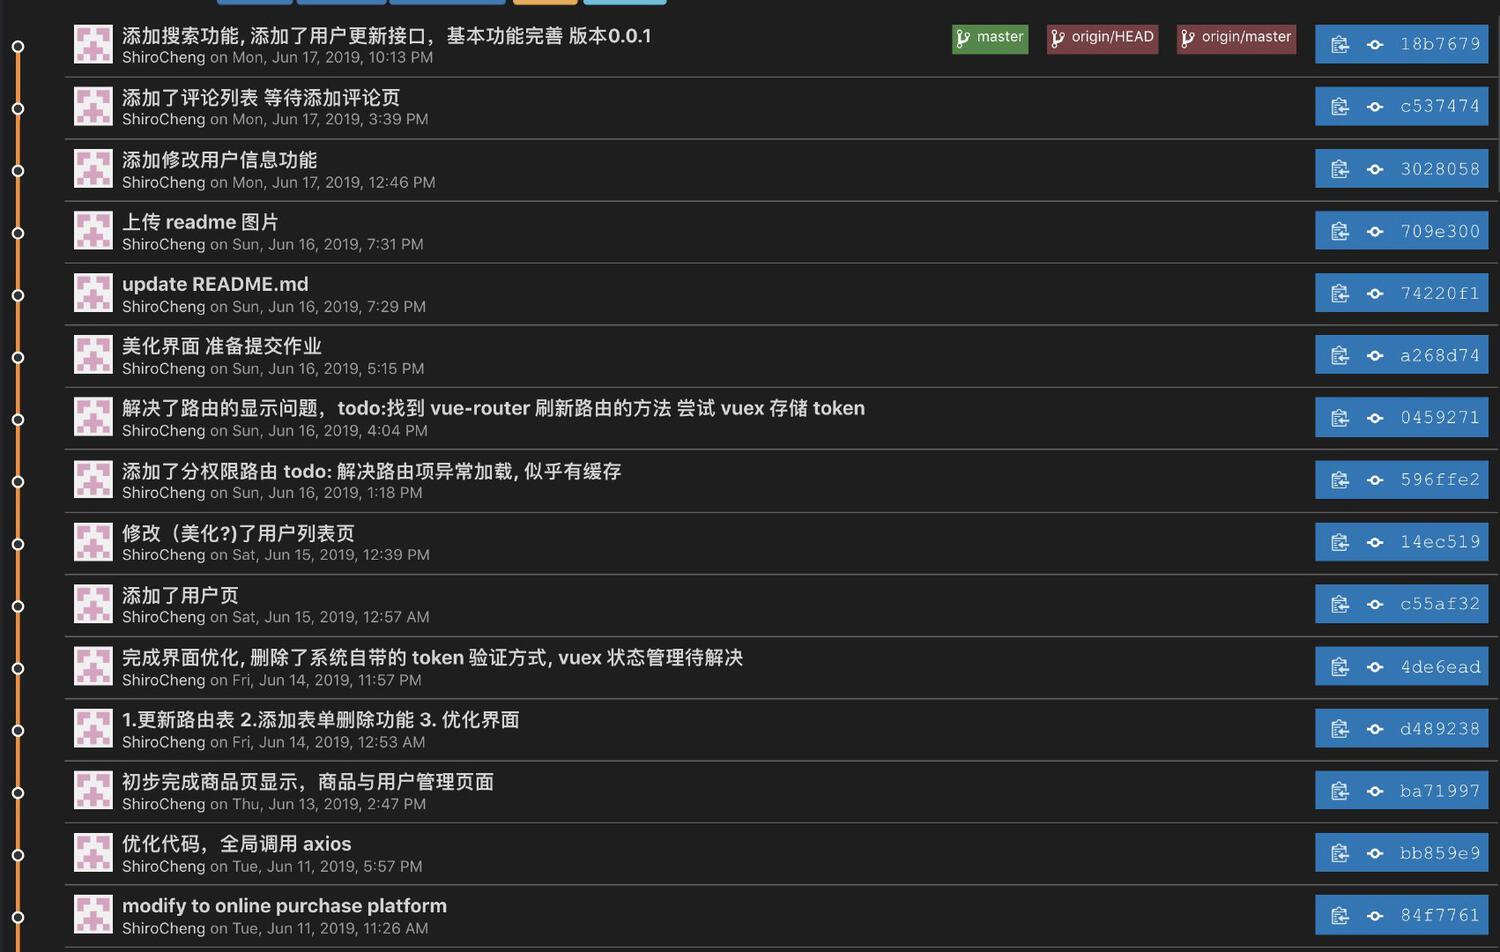 添加搜索功能, 添加了用户更新接口，基本功能完善 版本0.0.1
master origin/HEAD origin/master 18b7679
ShiroCheng on Mon, Jun 17, 2019, 10:13 PM
添加了评论列表 等待添加评论页
c537474
ShiroCheng on Mon, Jun 17, 2019, 3:39 PM
添加修改用户信息功能
3028058
ShiroCheng on Mon, Jun 17, 2019, 12:46 PM
上传 readme 图片
709e300
ShiroCheng on Sun, Jun 16, 2019, 7:31 PM
update README.md
74220f1
ShiroCheng on Sun, Jun 16, 2019, 7:29 PM
美化界面 准备提交作业
a268d74
ShiroCheng on Sun, Jun 16, 2019, 5:15 PM
解决了路由的显示问题，todo:找到 vue-router 刷新路由的方法 尝试 vuex 存储 token
0459271
ShiroCheng on Sun, Jun 16, 2019, 4:04 PM
添加了分权限路由 todo: 解决路由项异常加载, 似乎有缓存
596ffe2
ShiroCheng on Sun, Jun 16, 2019, 1:18 PM
修改（美化?)了用户列表页
14ec519
ShiroCheng on Sat, Jun 15, 2019, 12:39 PM
添加了用户页
c55af32
ShiroCheng on Sat, Jun 15, 2019, 12:57 AM
完成界面优化, 删除了系统自带的 token 验证方式, vuex 状态管理待解决
4de6ead
ShiroCheng on Fri, Jun 14, 2019, 11:57 PM
1.更新路由表 2.添加表单删除功能 3. 优化界面
d489238
ShiroCheng on Fri, Jun 14, 2019, 12:53 AM
初步完成商品页显示，商品与用户管理页面
ba71997
ShiroCheng on Thu, Jun 13, 2019, 2:47 PM
优化代码，全局调用 axios
bb859e9
ShiroCheng on Tue, Jun 11, 2019, 5:57 PM
modify to online purchase platform
84f7761
ShiroCheng on Tue, Jun 11, 2019, 11:26 AM